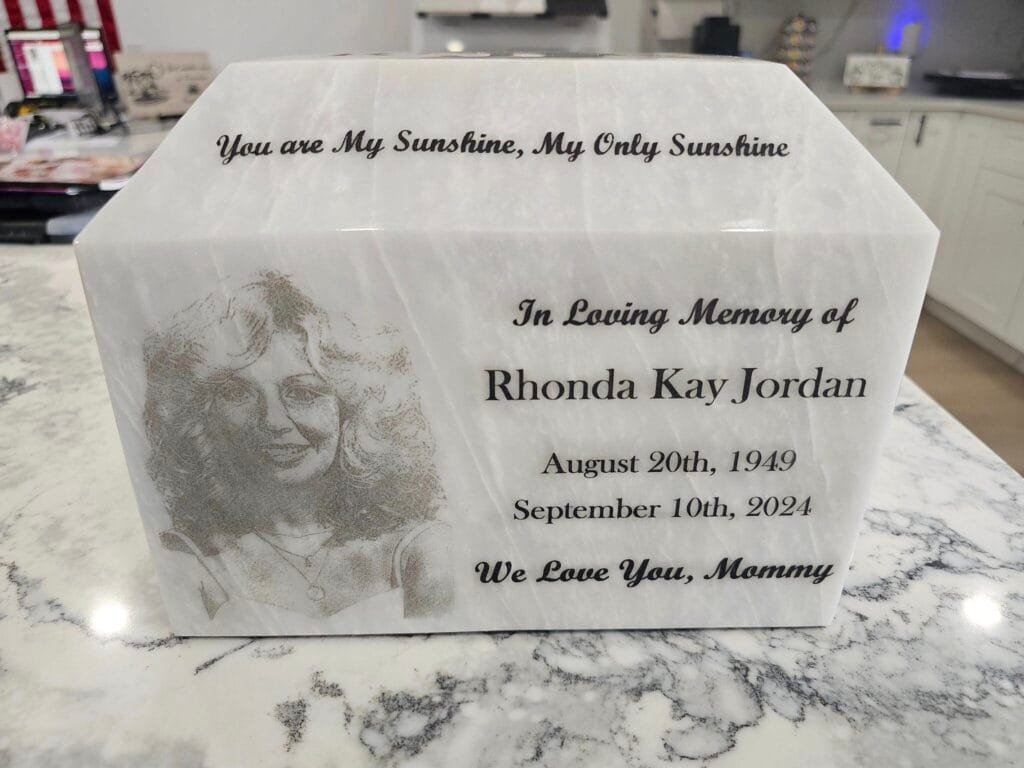 You are My Sunshine, My Only Sunshine
In Loving Memory of
Rhonda Kay Jordan
August 20th, 1949
September 10th, 2024
We Love You, Mommy